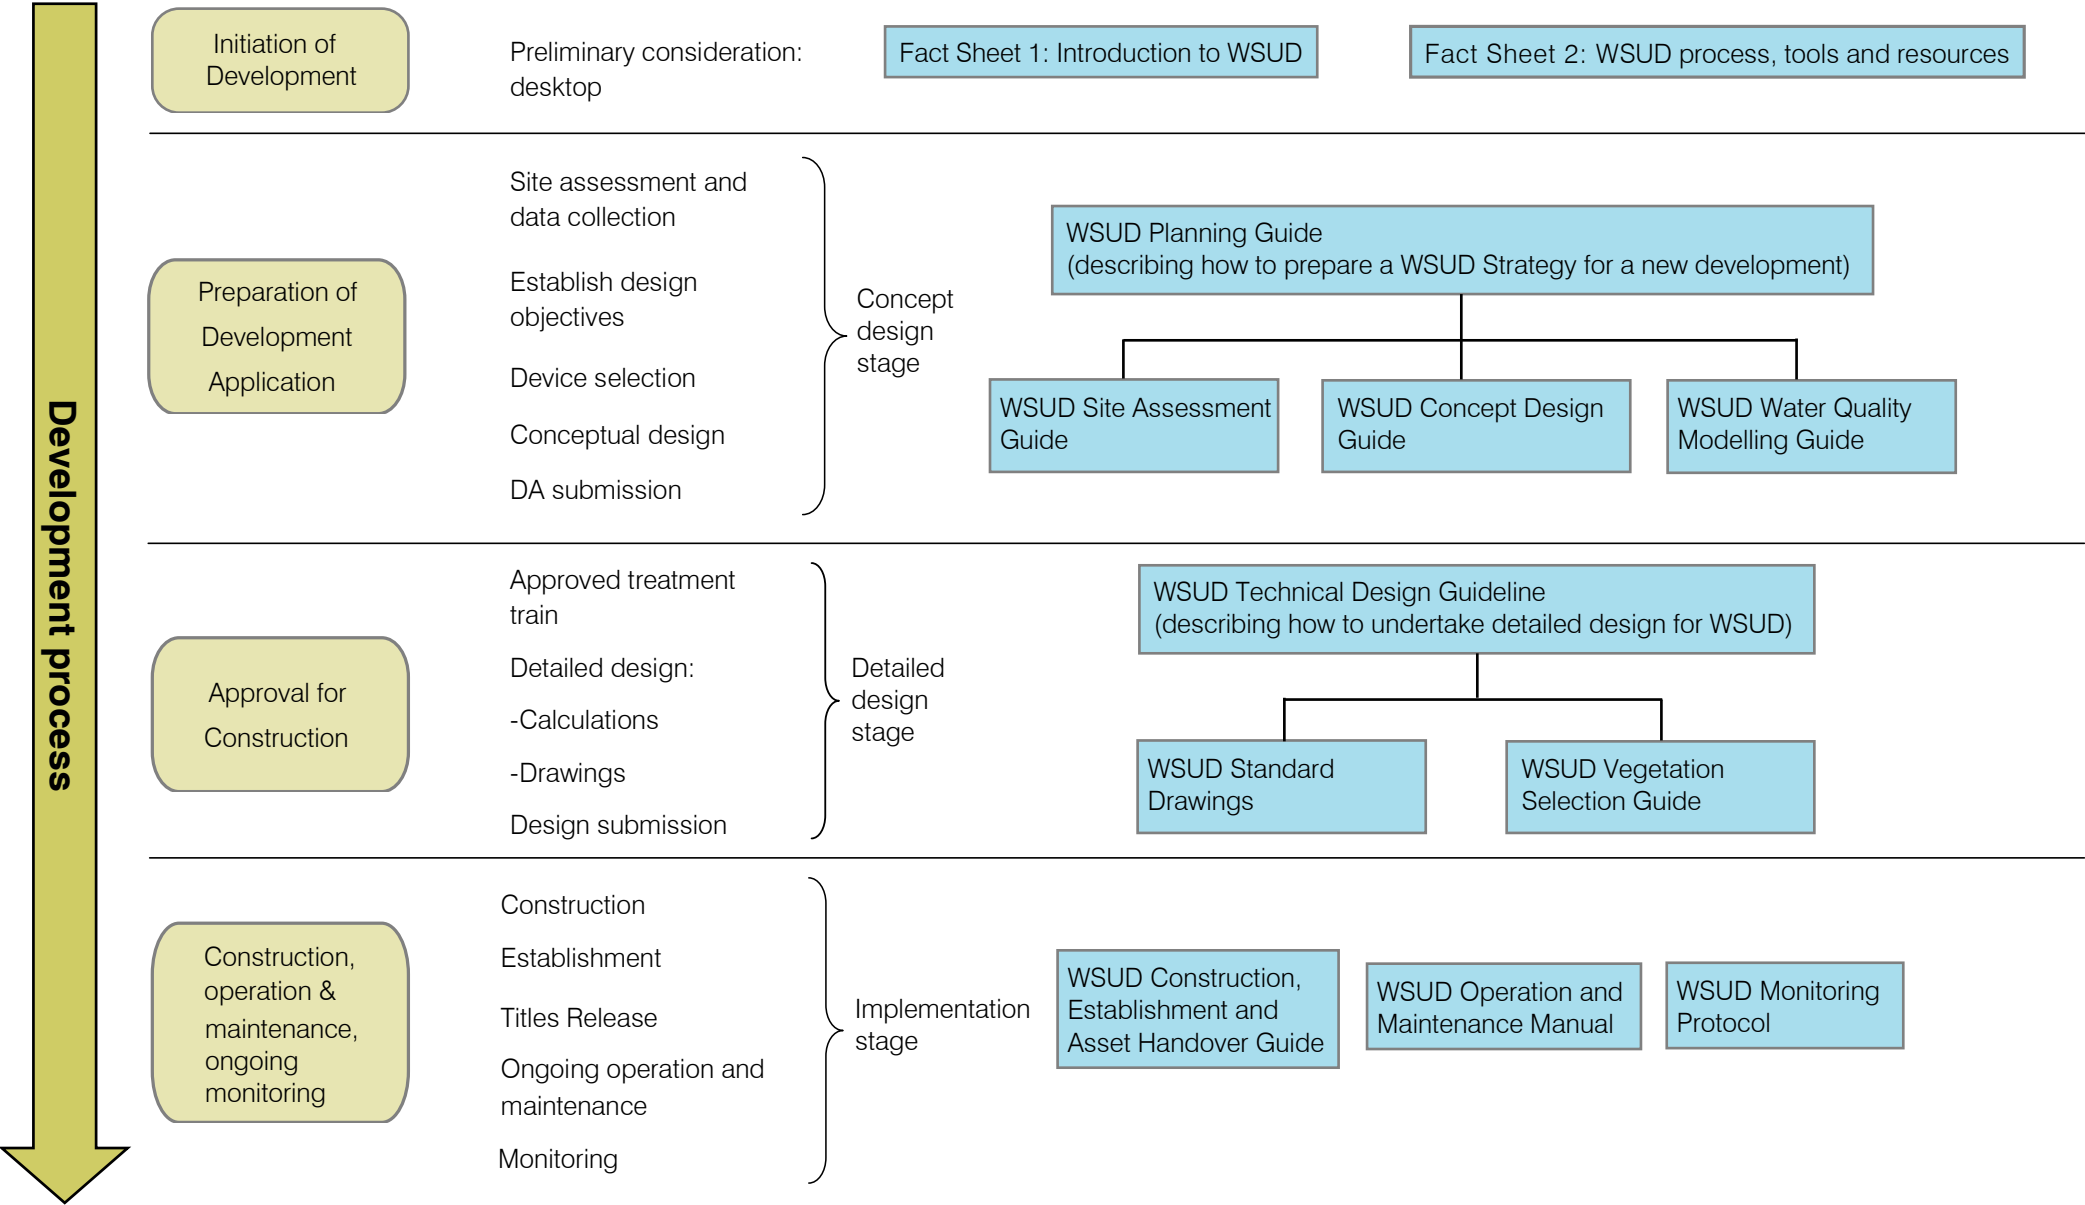 Development process
Initiation of
Development
Preliminary consideration:
desktop
Fact Sheet 1: Introduction to WSUD
Fact Sheet 2: WSUD process, tools and resources
Preparation of
Development
Application
Site assessment and
data collection
Establish design
objectives
Device selection
Conceptual design
DA submission
Concept
design
stage
WSUD Planning Guide
(describing how to prepare a WSUD Strategy for a new development)
WSUD Site Assessment
Guide
WSUD Concept Design
Guide
WSUD Water Quality
Modelling Guide
Approval for
Construction
Approved treatment
train
Detailed design:
-Calculations
-Drawings
Design submission
Detailed
design
stage
WSUD Technical Design Guideline
(describing how to undertake detailed design for WSUD)
WSUD Standard
Drawings
WSUD Vegetation
Selection Guide
Construction,
operation &
maintenance,
ongoing
monitoring
Construction
Establishment
Titles Release
Ongoing operation and
maintenance
Monitoring
Implementation
stage
WSUD Construction,
Establishment and
Asset Handover Guide
WSUD Operation and
Maintenance Manual
WSUD Monitoring
Protocol